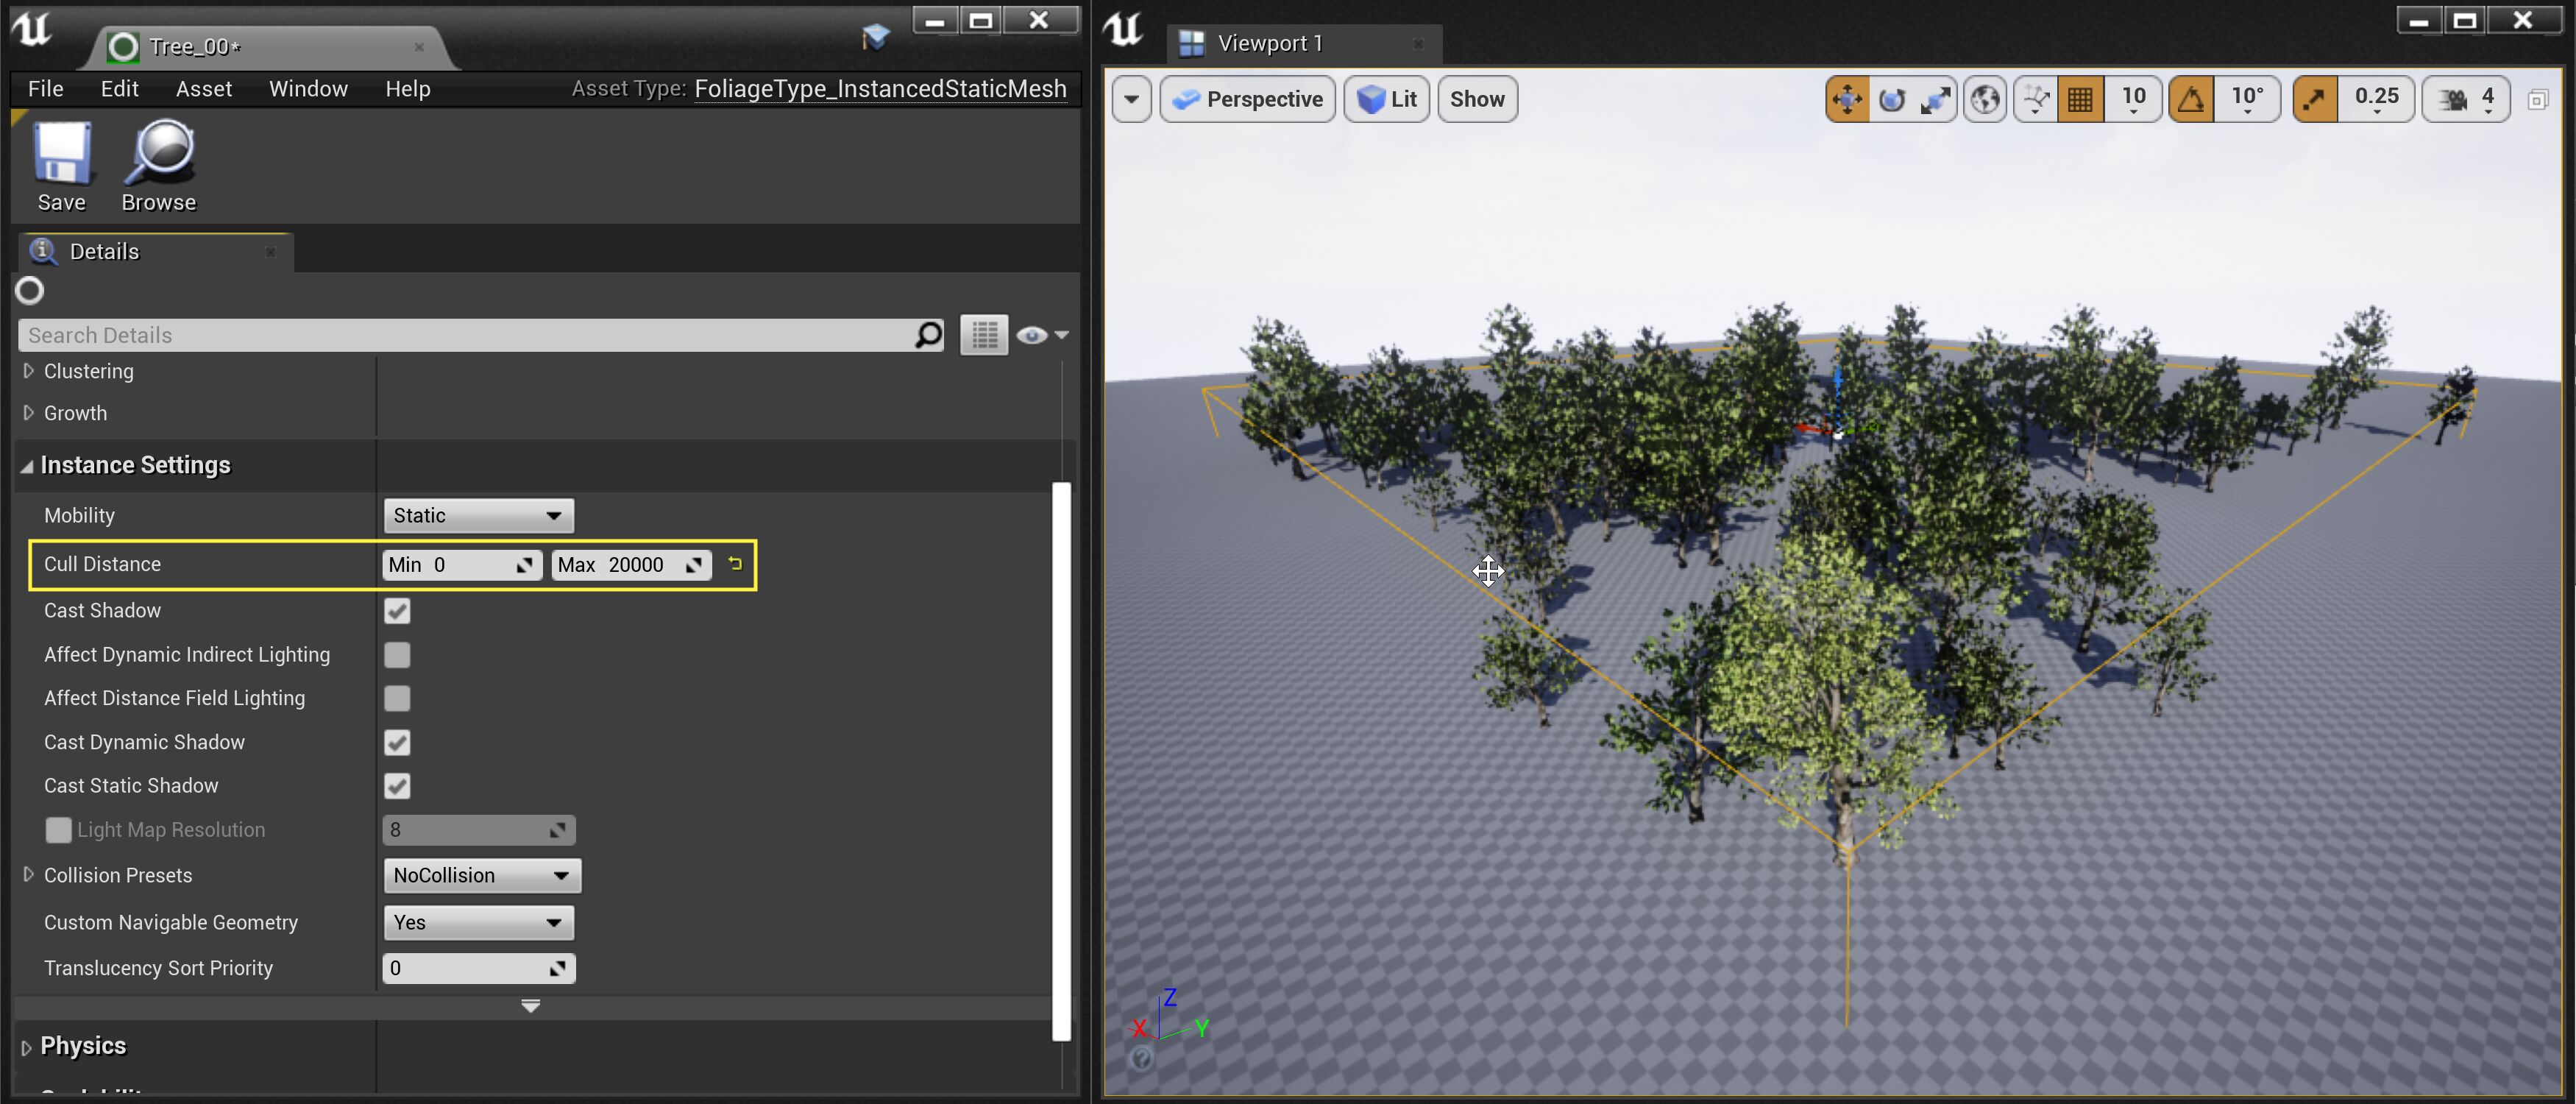 Tree_00*
File Edit Asset Window Help Asset Type: FoliageType_InstancedStaticMesh
Save Browse
Details
Search Details
Clustering
Growth
Instance Settings
Mobility Static
Cull Distance Min 0 Max 20000
Cast Shadow
Affect Dynamic Indirect Lighting
Affect Distance Field Lighting
Cast Dynamic Shadow
Cast Static Shadow
Light Map Resolution 8
Collision Presets NoCollision
Custom Navigable Geometry Yes
Translucency Sort Priority 0
Physics
Viewport 1
Perspective Lit Show 10 10° 0.25 4
Z
X Y
?